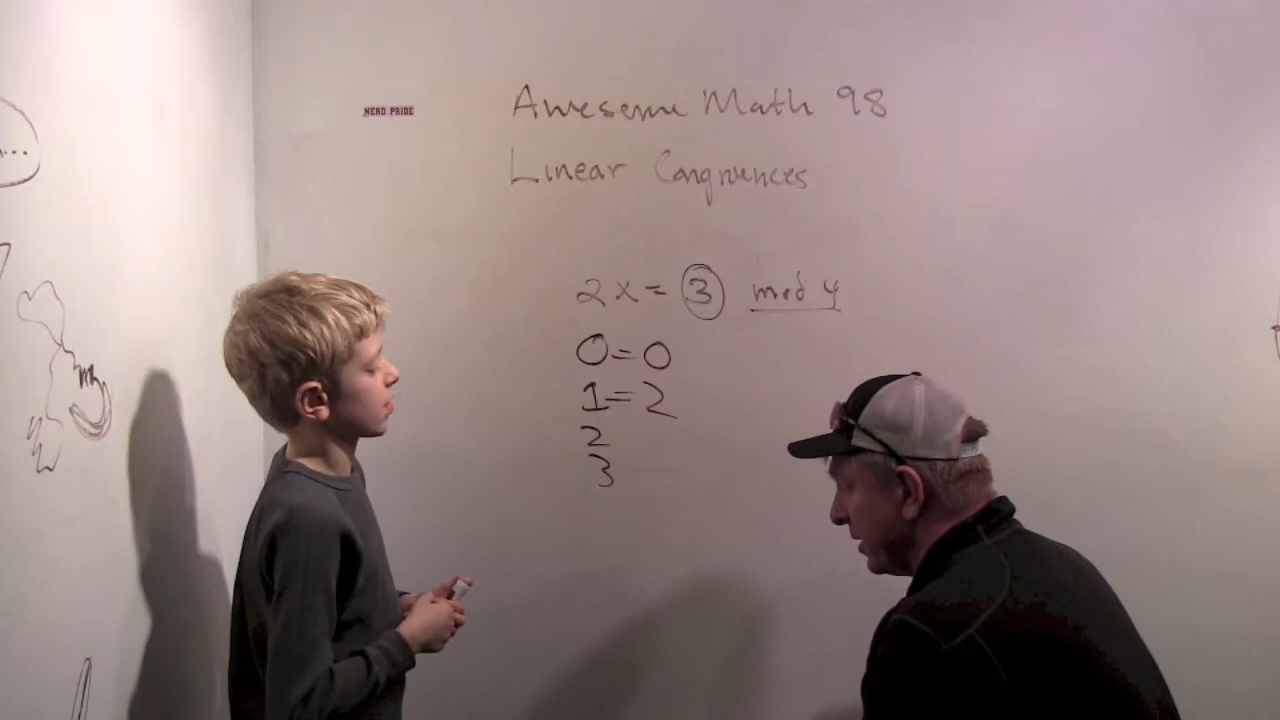 NERD PRIDE
Awesome Math 98
Linear Congruences
2x = 3 mod 4
0=0
1=2
2
3
...